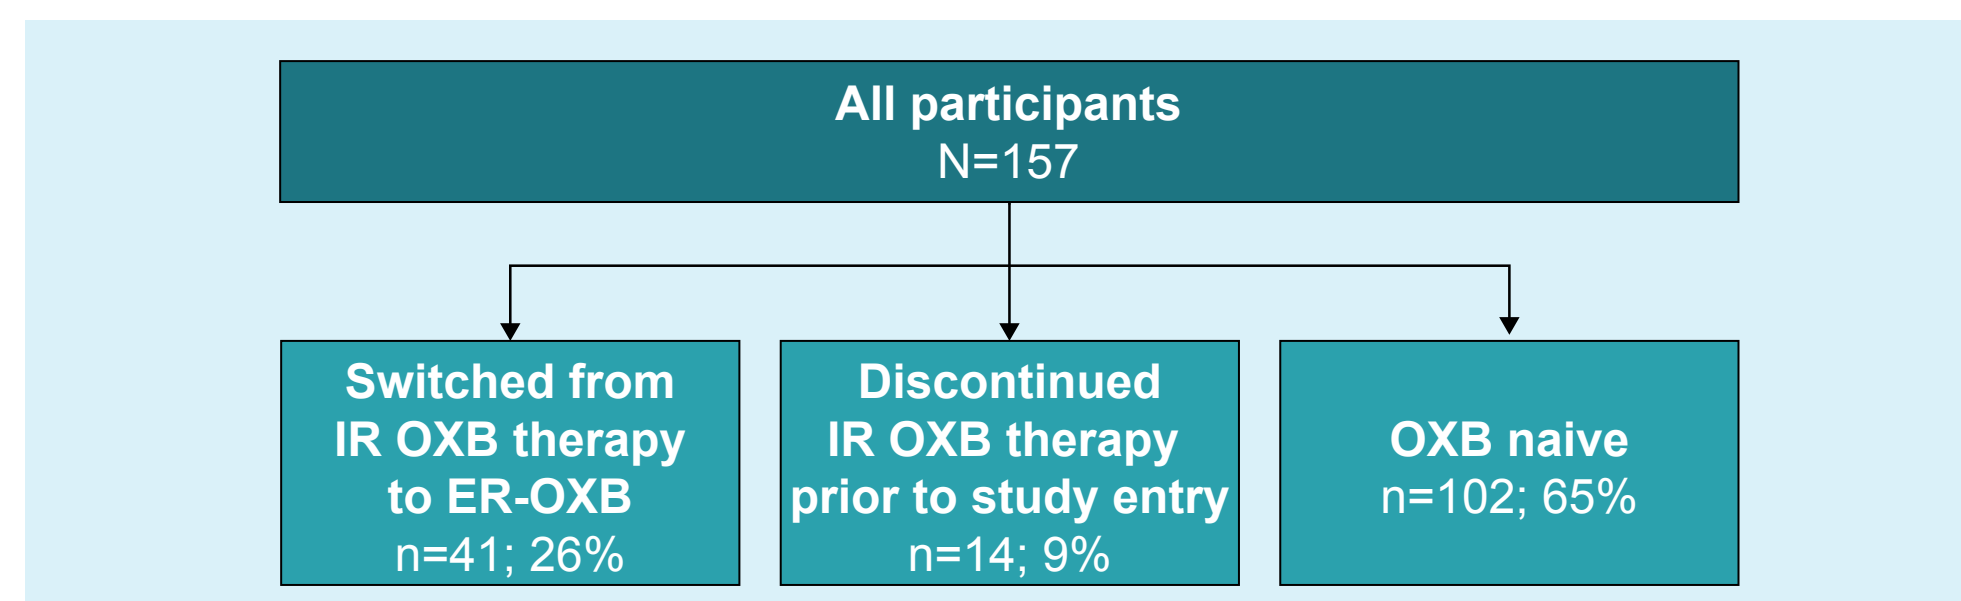 All participants
N=157
Switched from
IR OXB therapy
to ER-OXB
n=41; 26%
Discontinued
IR OXB therapy
prior to study entry
n=14; 9%
OXB naive
n=102; 65%